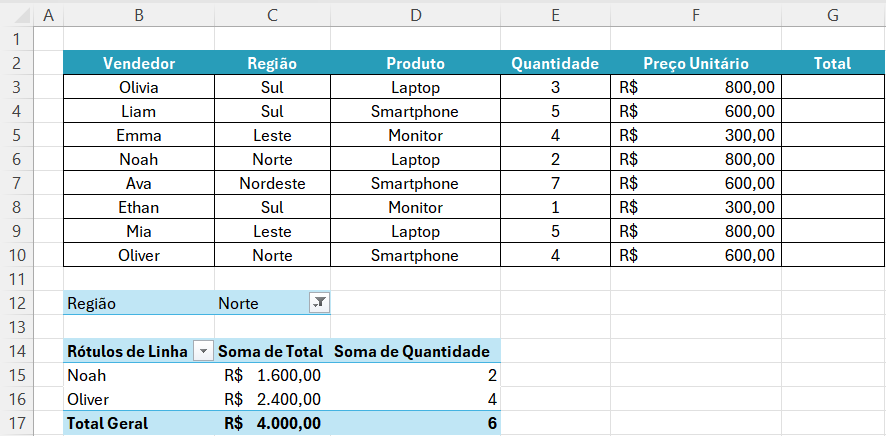 A B C D E F G
1
2 Vendedor Região Produto Quantidade Preço Unitário Total
3 Olivia Sul Laptop 3 R$ 800,00
4 Liam Sul Smartphone 5 R$ 600,00
5 Emma Leste Monitor 4 R$ 300,00
6 Noah Norte Laptop 2 R$ 800,00
7 Ava Nordeste Smartphone 7 R$ 600,00
8 Ethan Sul Monitor 1 R$ 300,00
9 Mia Leste Laptop 5 R$ 800,00
10 Oliver Norte Smartphone 4 R$ 600,00
11
12 Região Norte
13
14 Rótulos de Linha Soma de Total Soma de Quantidade
15 Noah R$ 1.600,00 2
16 Oliver R$ 2.400,00 4
17 Total Geral R$ 4.000,00 6